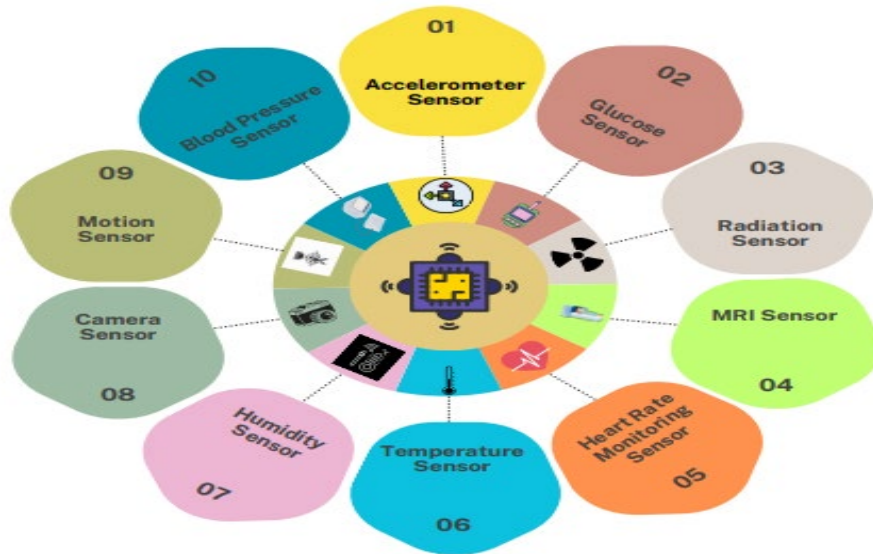 01
Accelerometer
Sensor
02
Glucose
Sensor
03
Radiation
Sensor
MRI Sensor
04
Heart Rate
Monitoring
Sensor
05
Temperature
Sensor
06
Humidity
Sensor
07
Camera
Sensor
08
09
Motion
Sensor
10
Blood Pressure
Sensor